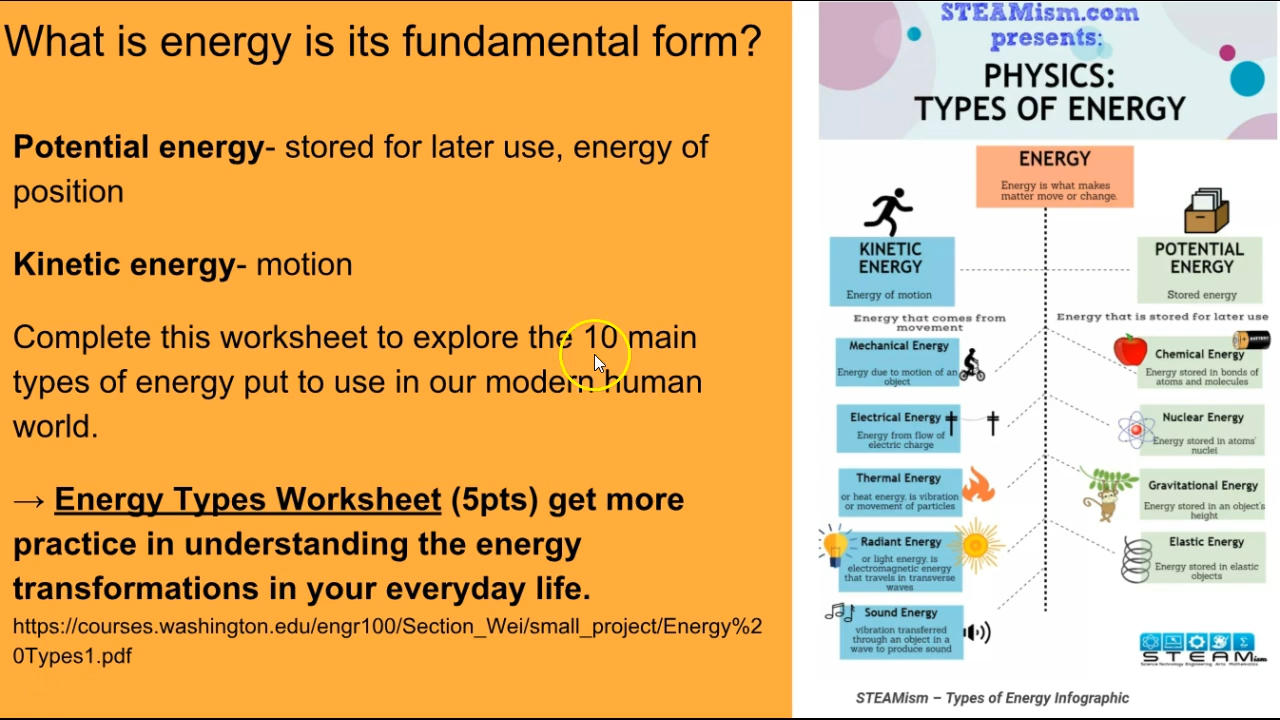 What is energy is its fundamental form?
Potential energy- stored for later use, energy of
position
Kinetic energy- motion
Complete this worksheet to explore the 10 main
types of energy put to use in our modern human
world.
→ Energy Types Worksheet (5pts) get more
practice in understanding the energy
transformations in your everyday life.
https://courses.washington.edu/engr100/Section_Wei/small_project/Energy%2
0Types1.pdf
STEAMism.com
presents:
PHYSICS:
TYPES OF ENERGY
ENERGY
Energy is what makes
matter move or change.
KINETIC
ENERGY
Energy of motion
Energy that comes from
movement
Mechanical Energy
Energy due to motion of an
object
Electrical Energy
Energy from flow of
electric charge
Thermal Energy
or heat energy, is vibration
or movement of particles
Radiant Energy
or light energy, is
electromagnetic energy
that travels in transverse
waves
Sound Energy
vibration transferred
through an object in a
wave to produce sound
POTENTIAL
ENERGY
Stored energy
Energy that is stored for later use
Chemical Energy
Energy stored in bonds of
atoms and molecules
Nuclear Energy
Energy stored in atoms'
nuclei
Gravitational Energy
Energy stored in an object's
height
Elastic Energy
Energy stored in elastic
objects
STEAMism
Science Technology Engineering Arts Mathematics
STEAMism – Types of Energy Infographic